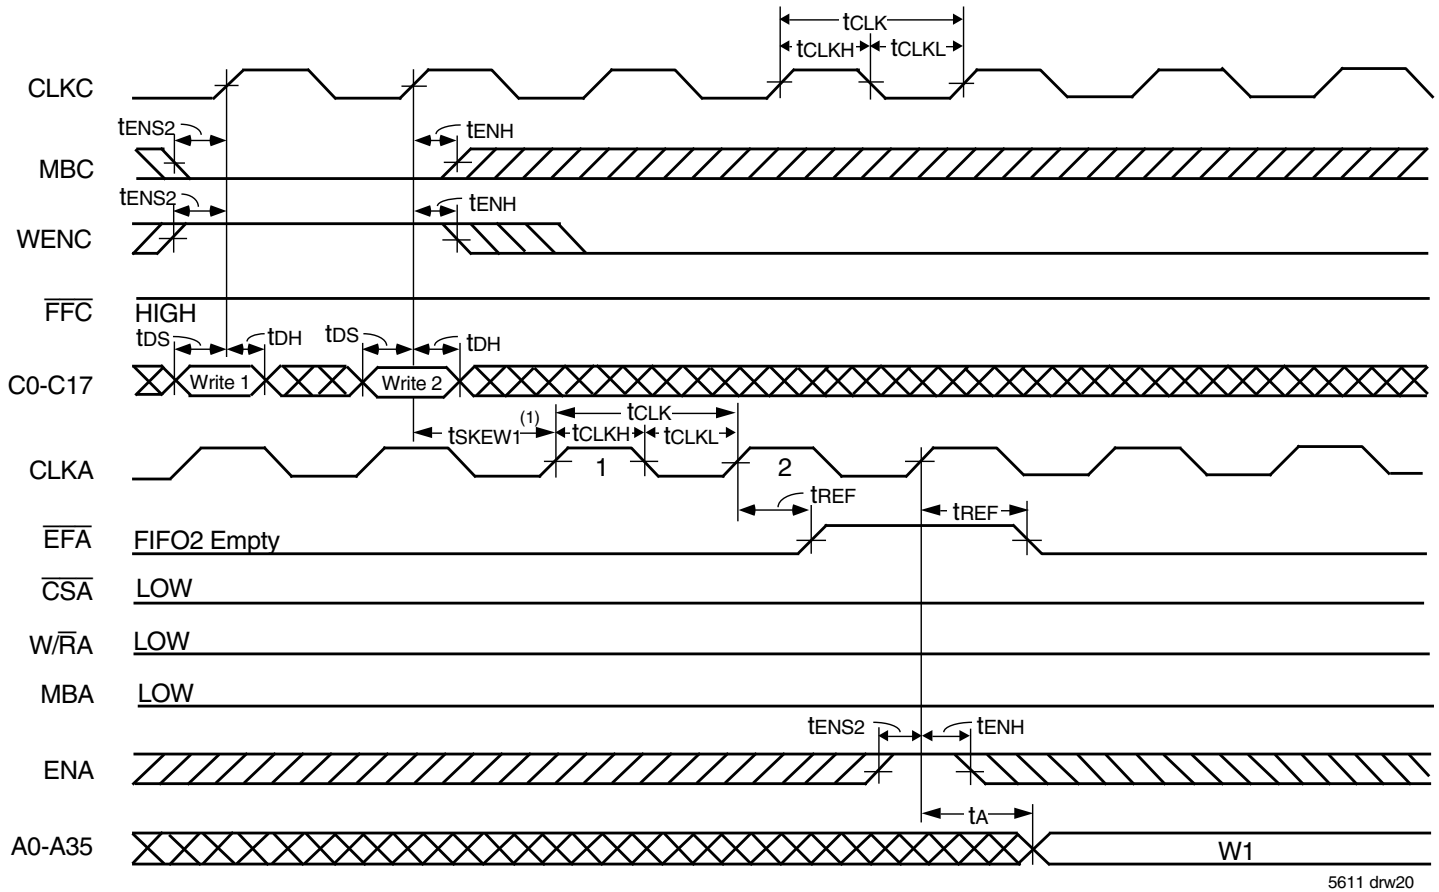 tCLK
tCLKH tCLKL
CLKC
tENS2 tENH
MBC
tENS2 tENH
WENC
FFC HIGH
tDS tDH tDS tDH
C0-C17 Write 1 Write 2
tSKEW1(1) tCLK
tCLKH tCLKL
CLKA 1 2
tREF tREF
EFA FIFO2 Empty
CSA LOW
W/RA LOW
MBA LOW
tENS2 tENH
ENA
tA
A0-A35 W1
5611 drw20